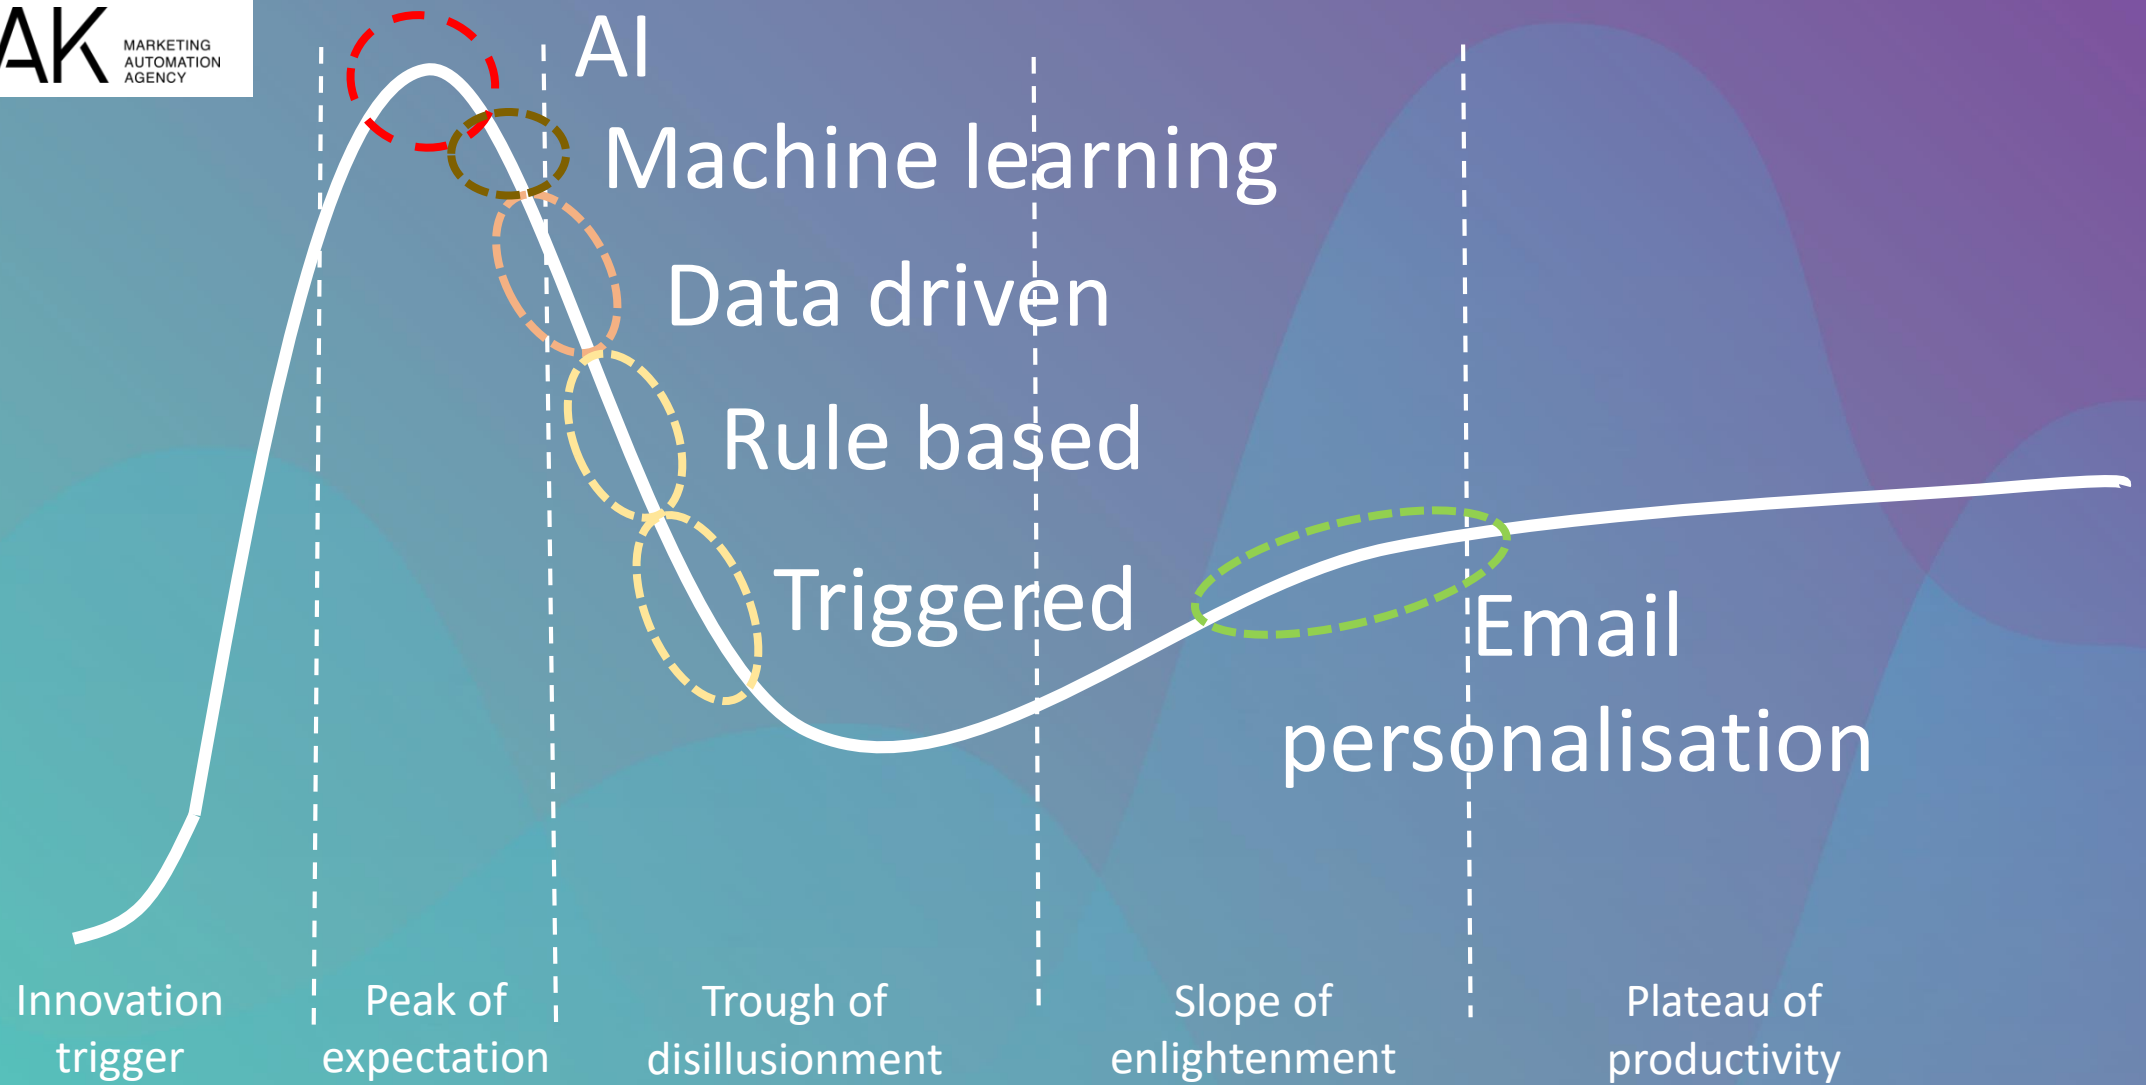 AK
MARKETING
AUTOMATION
AGENCY
AI
Machine learning
Data driven
Rule based
Triggered
Email
personalisation
Innovation
trigger
Peak of
expectation
Trough of
disillusionment
Slope of
enlightenment
Plateau of
productivity